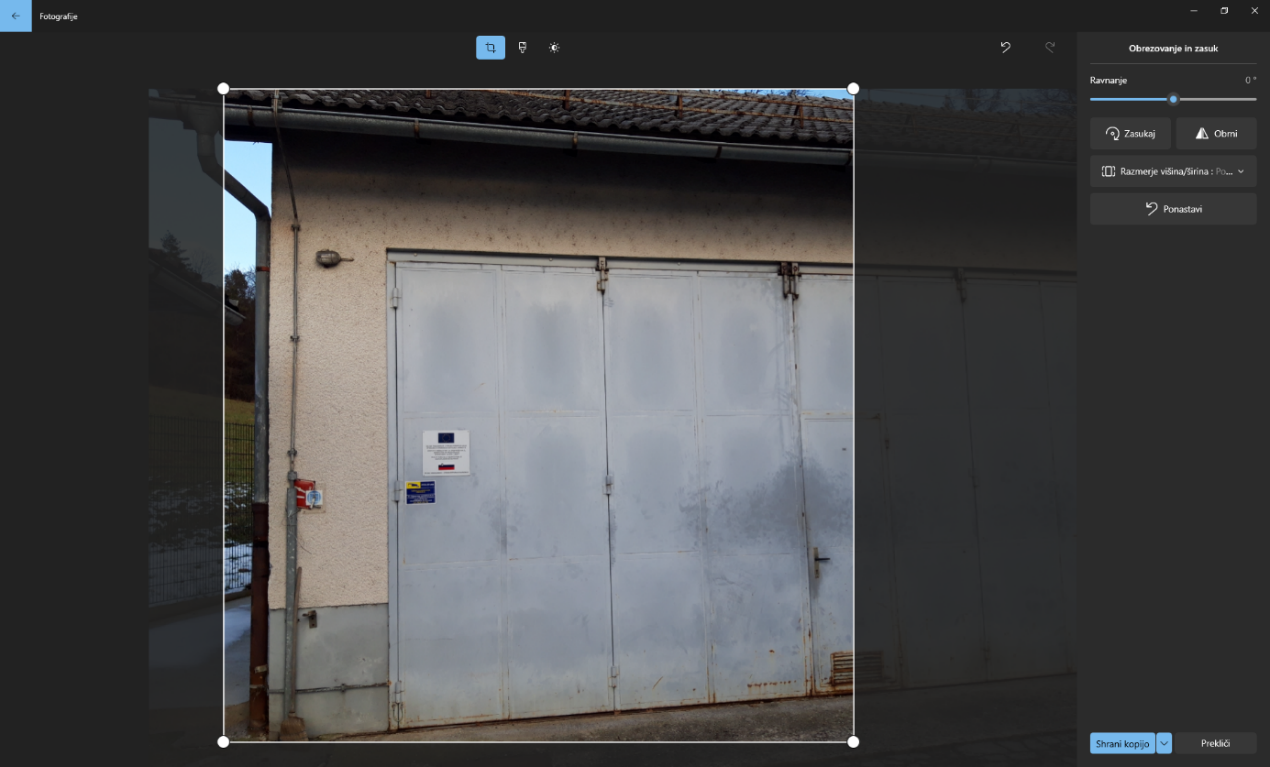 Fotografije
Obrezovanje in zasuk
Ravnanje
0 °
Zasukaj
Obrni
Razmerje višina/širina : Po...
Ponastavi
Shrani kopijo
Prekliči